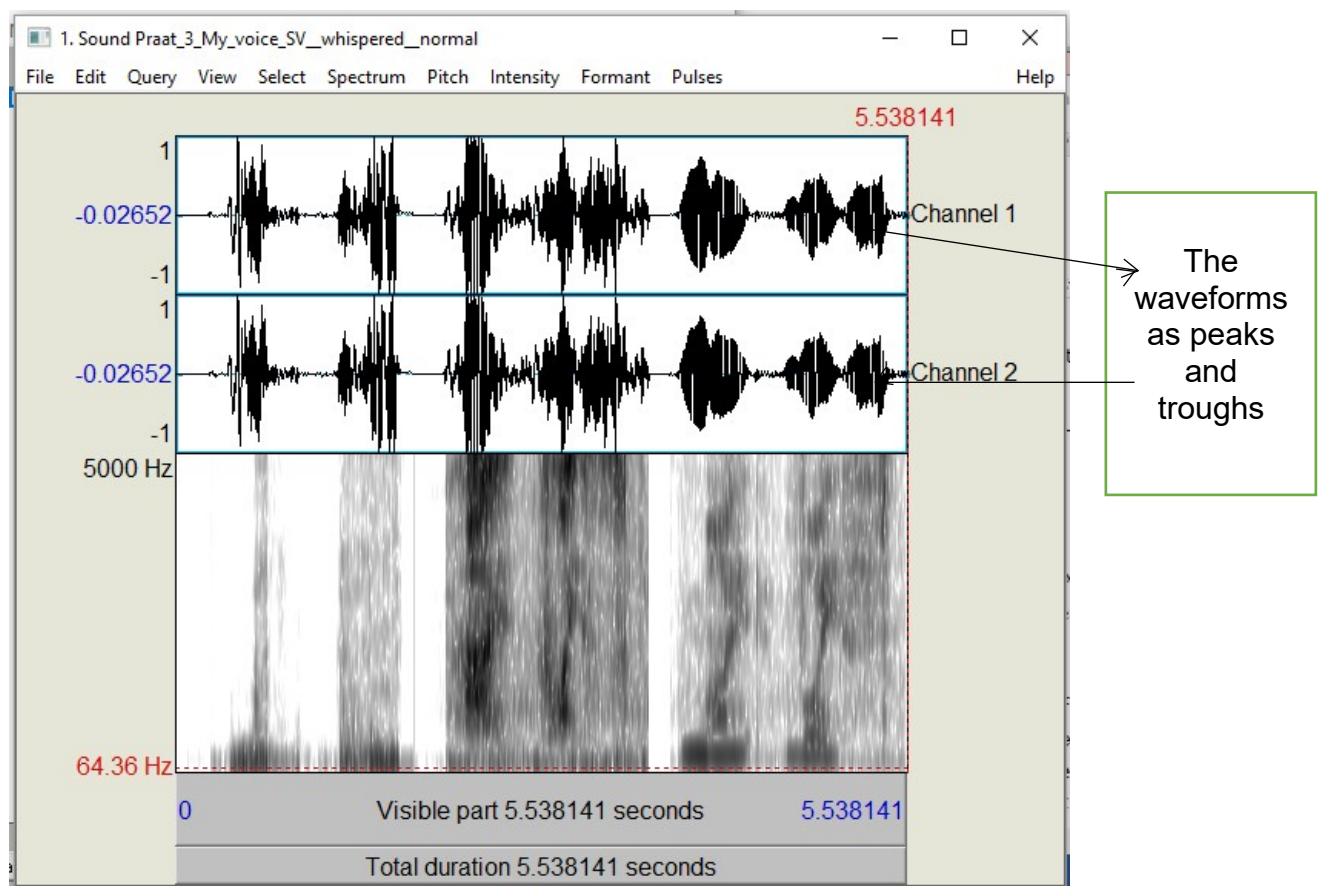 1. Sound Praat_3_My_voice_SV__whispered__normal
File Edit Query View Select Spectrum Pitch Intensity Formant Pulses Help
5.538141
1
-0.02652
Channel 1
-1
1
-0.02652
Channel 2
-1
5000 Hz
64.36 Hz
0 Visible part 5.538141 seconds 5.538141
Total duration 5.538141 seconds
The
waveforms
as peaks
and
troughs